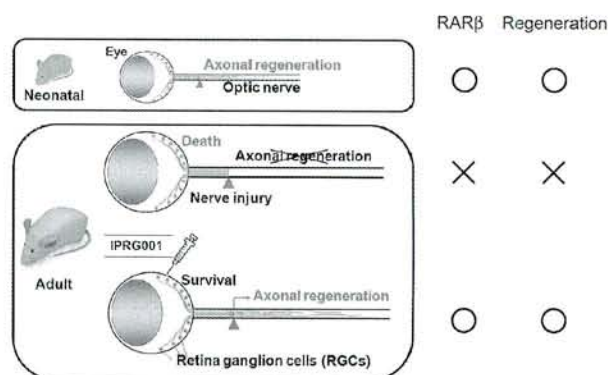 RARβ Regeneration
Eye
Axonal regeneration
Optic nerve
Neonatal
Death
Axonal regeneration
Nerve injury
IPRG001
Adult
Survival
Axonal regeneration
Retina ganglion cells (RGCs)